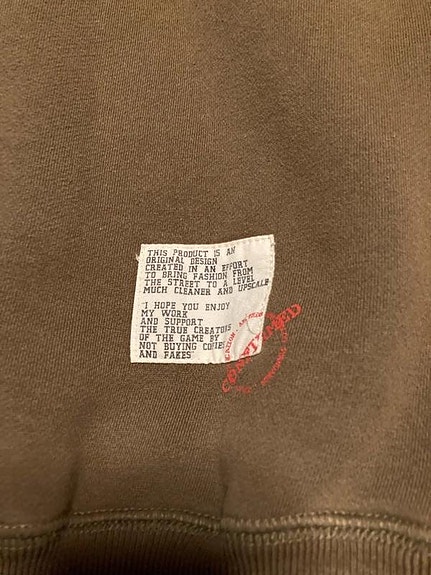 THIS PRODUCT IS AN
ORIGINAL DESIGN
CREATED IN AN EFFORT
TO BRING FASHION FROM
THE STREET TO A LEVEL
MUCH CLEANER AND UPSCALE
"I HOPE YOU ENJOY
MY WORK
AND SUPPORT
THE TRUE CREATORS
OF THE GAME BY
NOT BUYING COPIES
AND FAKES"